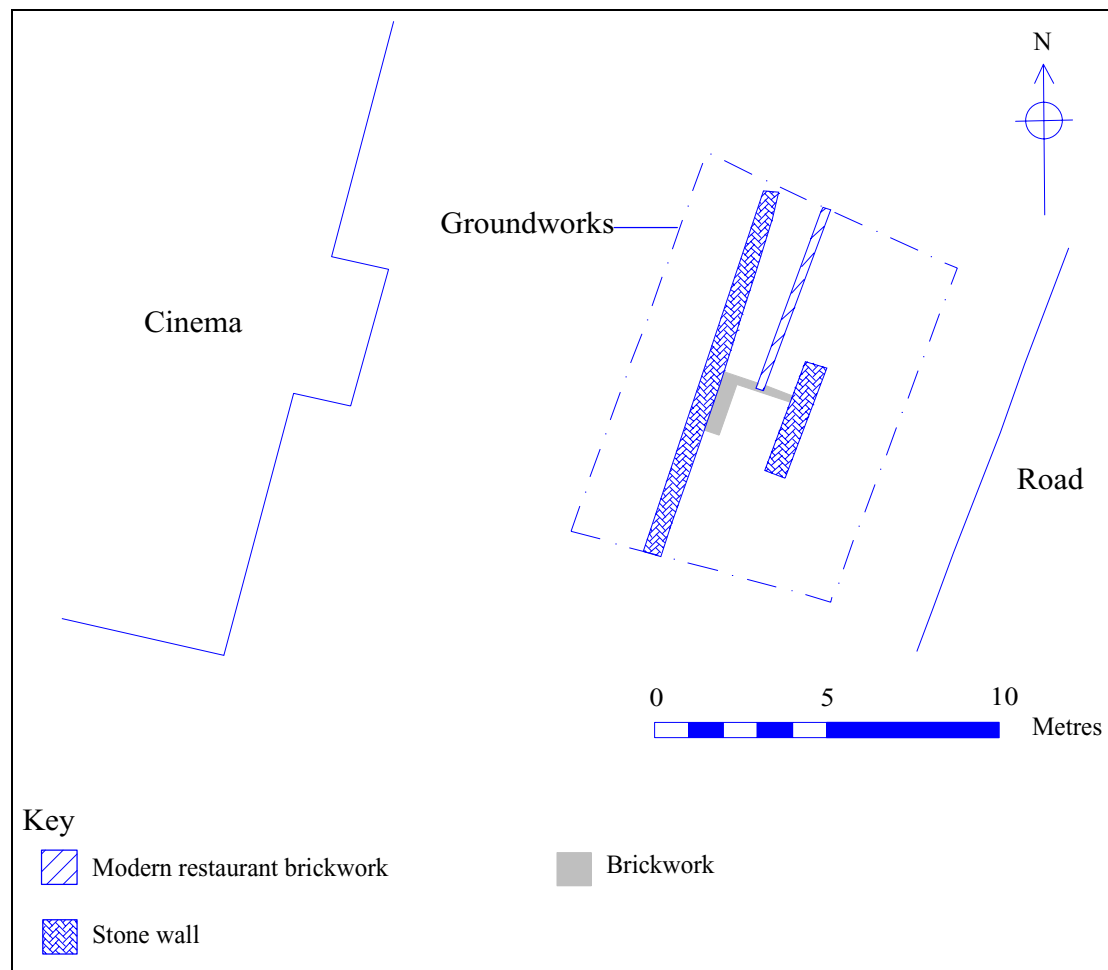 N
Groundworks
Cinema
Road
0 5 10
Metres
Key
Modern restaurant brickwork
Brickwork
Stone wall